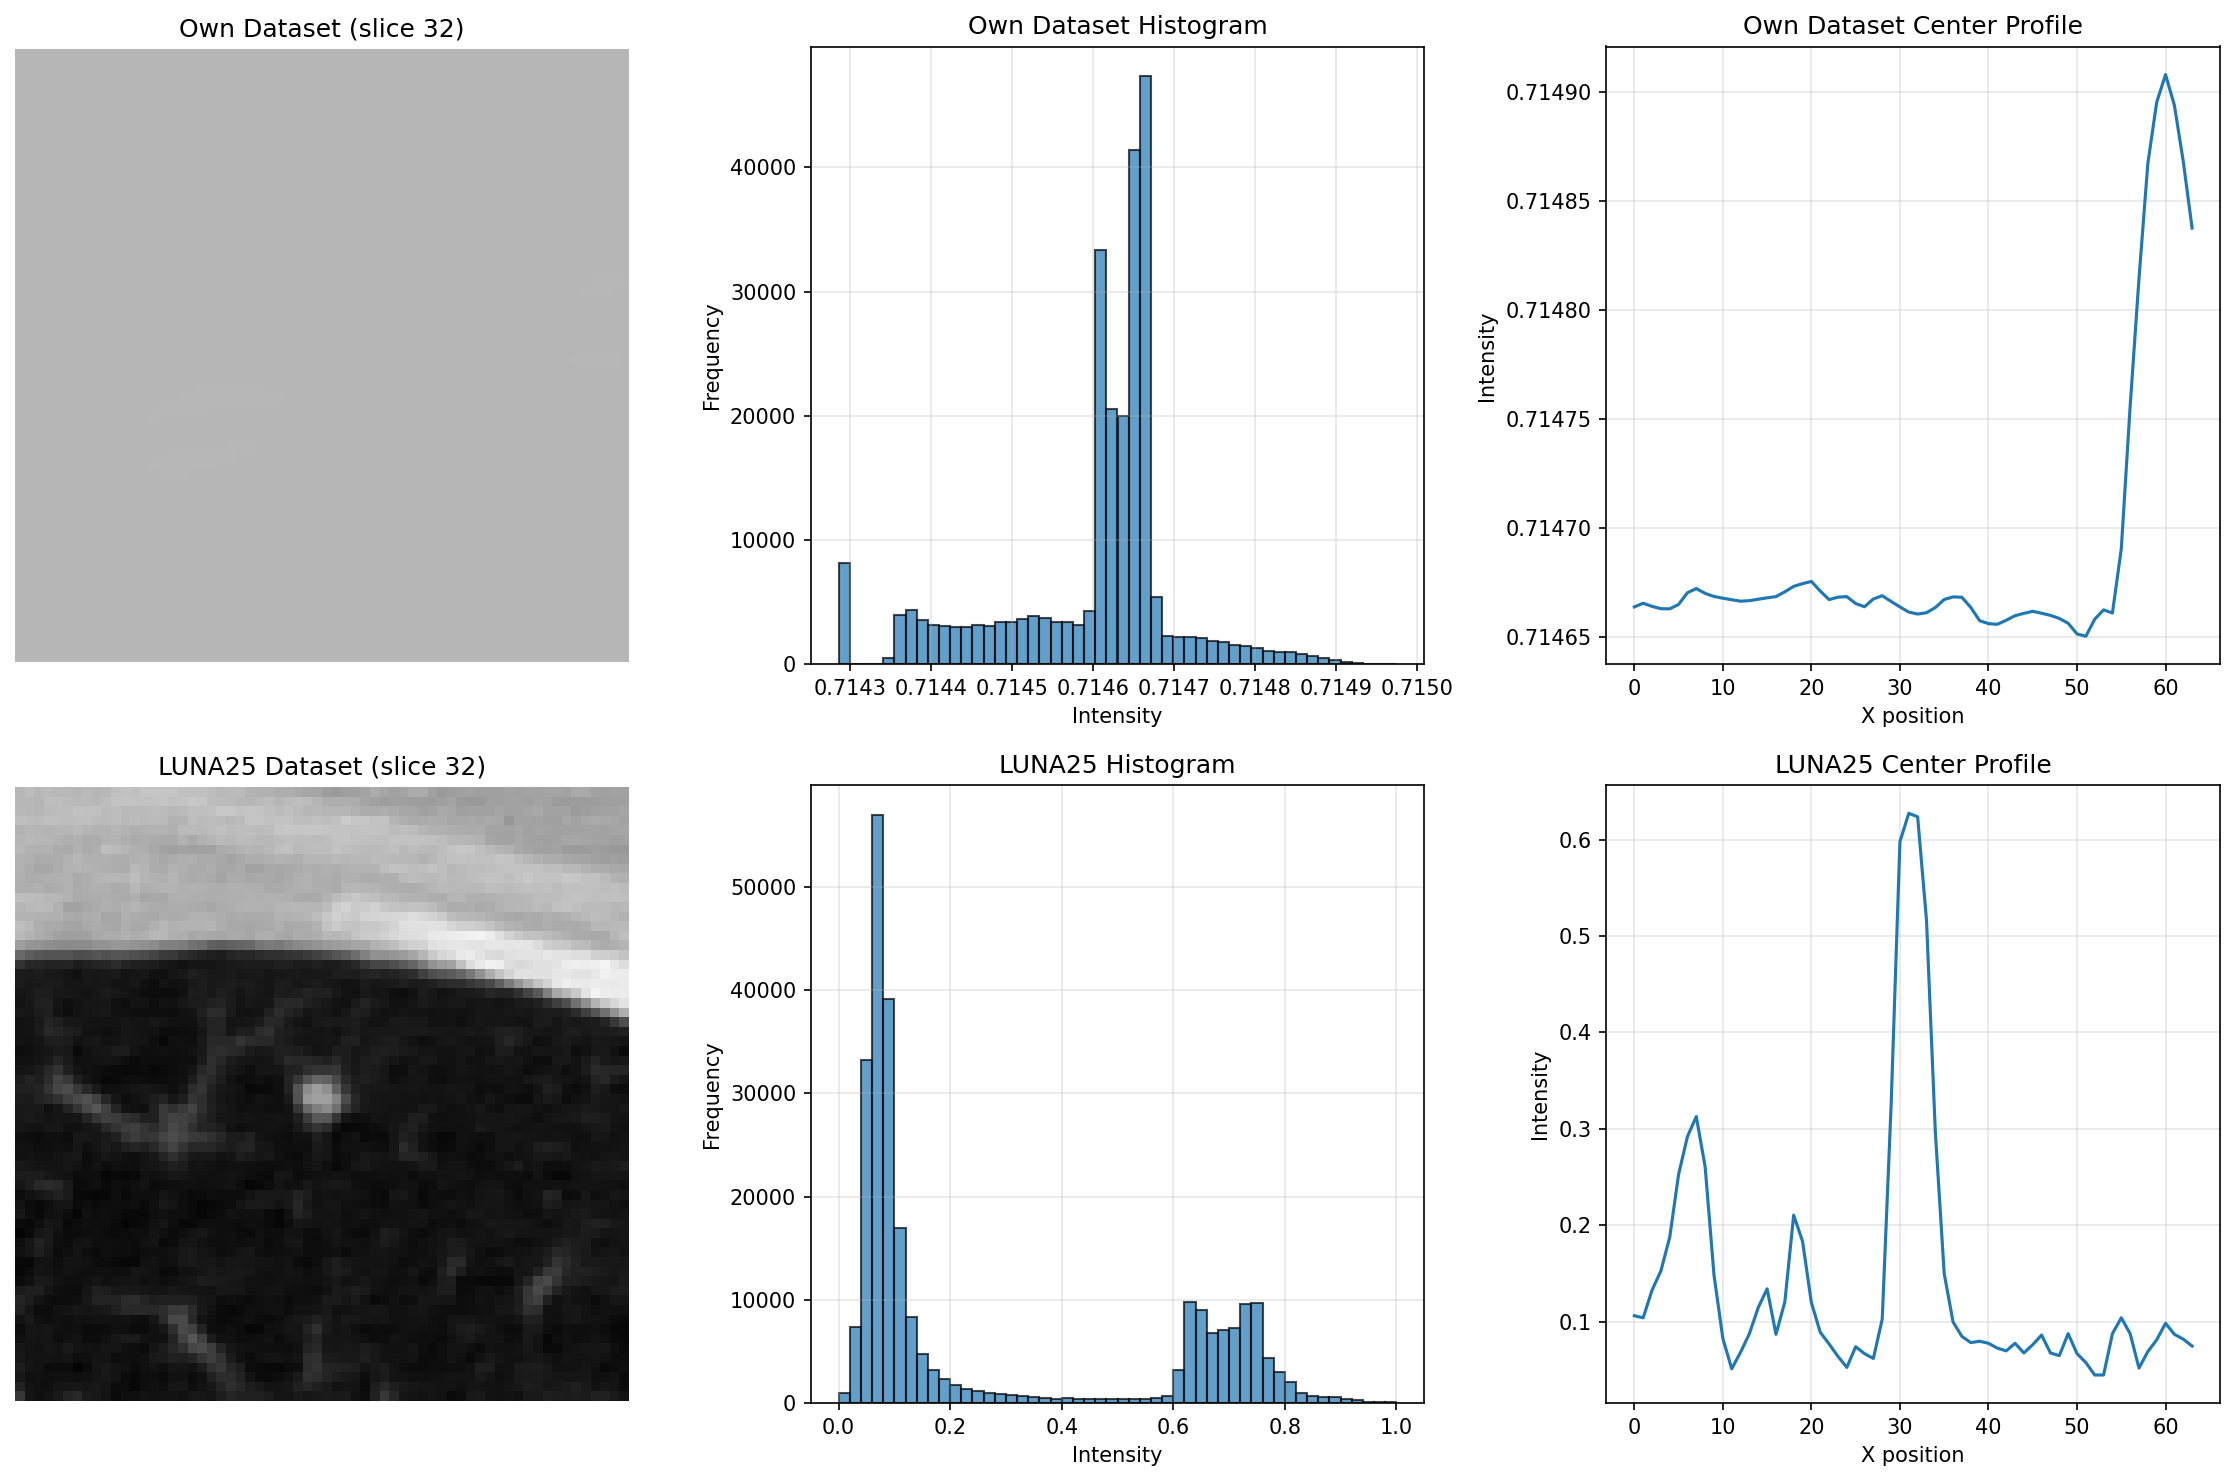 Own Dataset (slice 32)
Own Dataset Histogram
Frequency
40000
30000
20000
10000
0
0.7143 0.7144 0.7145 0.7146 0.7147 0.7148 0.7149 0.7150
Intensity
Own Dataset Center Profile
Intensity
0.71490
0.71485
0.71480
0.71475
0.71470
0.71465
0 10 20 30 40 50 60
X position
LUNA25 Dataset (slice 32)
LUNA25 Histogram
Frequency
50000
40000
30000
20000
10000
0
0.0 0.2 0.4 0.6 0.8 1.0
Intensity
LUNA25 Center Profile
Intensity
0.6
0.5
0.4
0.3
0.2
0.1
0 10 20 30 40 50 60
X position